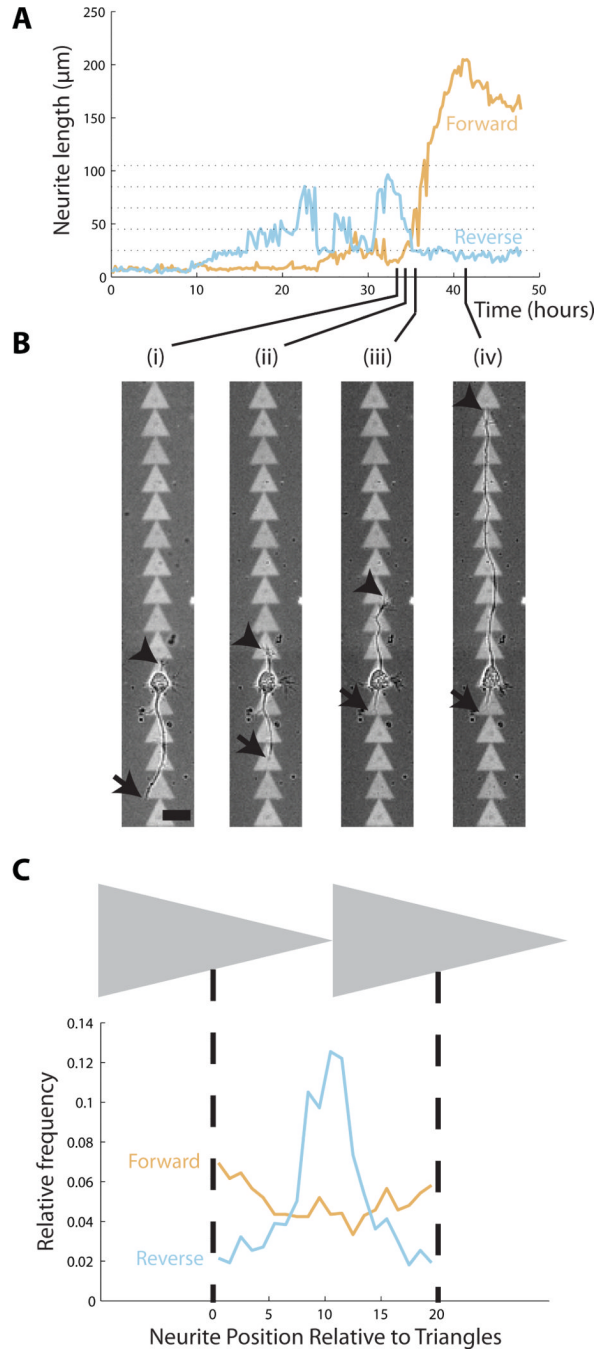 A
Neurite length (μm)
250
200
150
100
50
0
Forward
Reverse
0 10 20 30 40 50
Time (hours)
B
(i) (ii) (iii) (iv)
C
Relative frequency
0.14
0.12
0.1
0.08
0.06
0.04
0.02
0
Forward
Reverse
0 5 10 15 20
Neurite Position Relative to Triangles